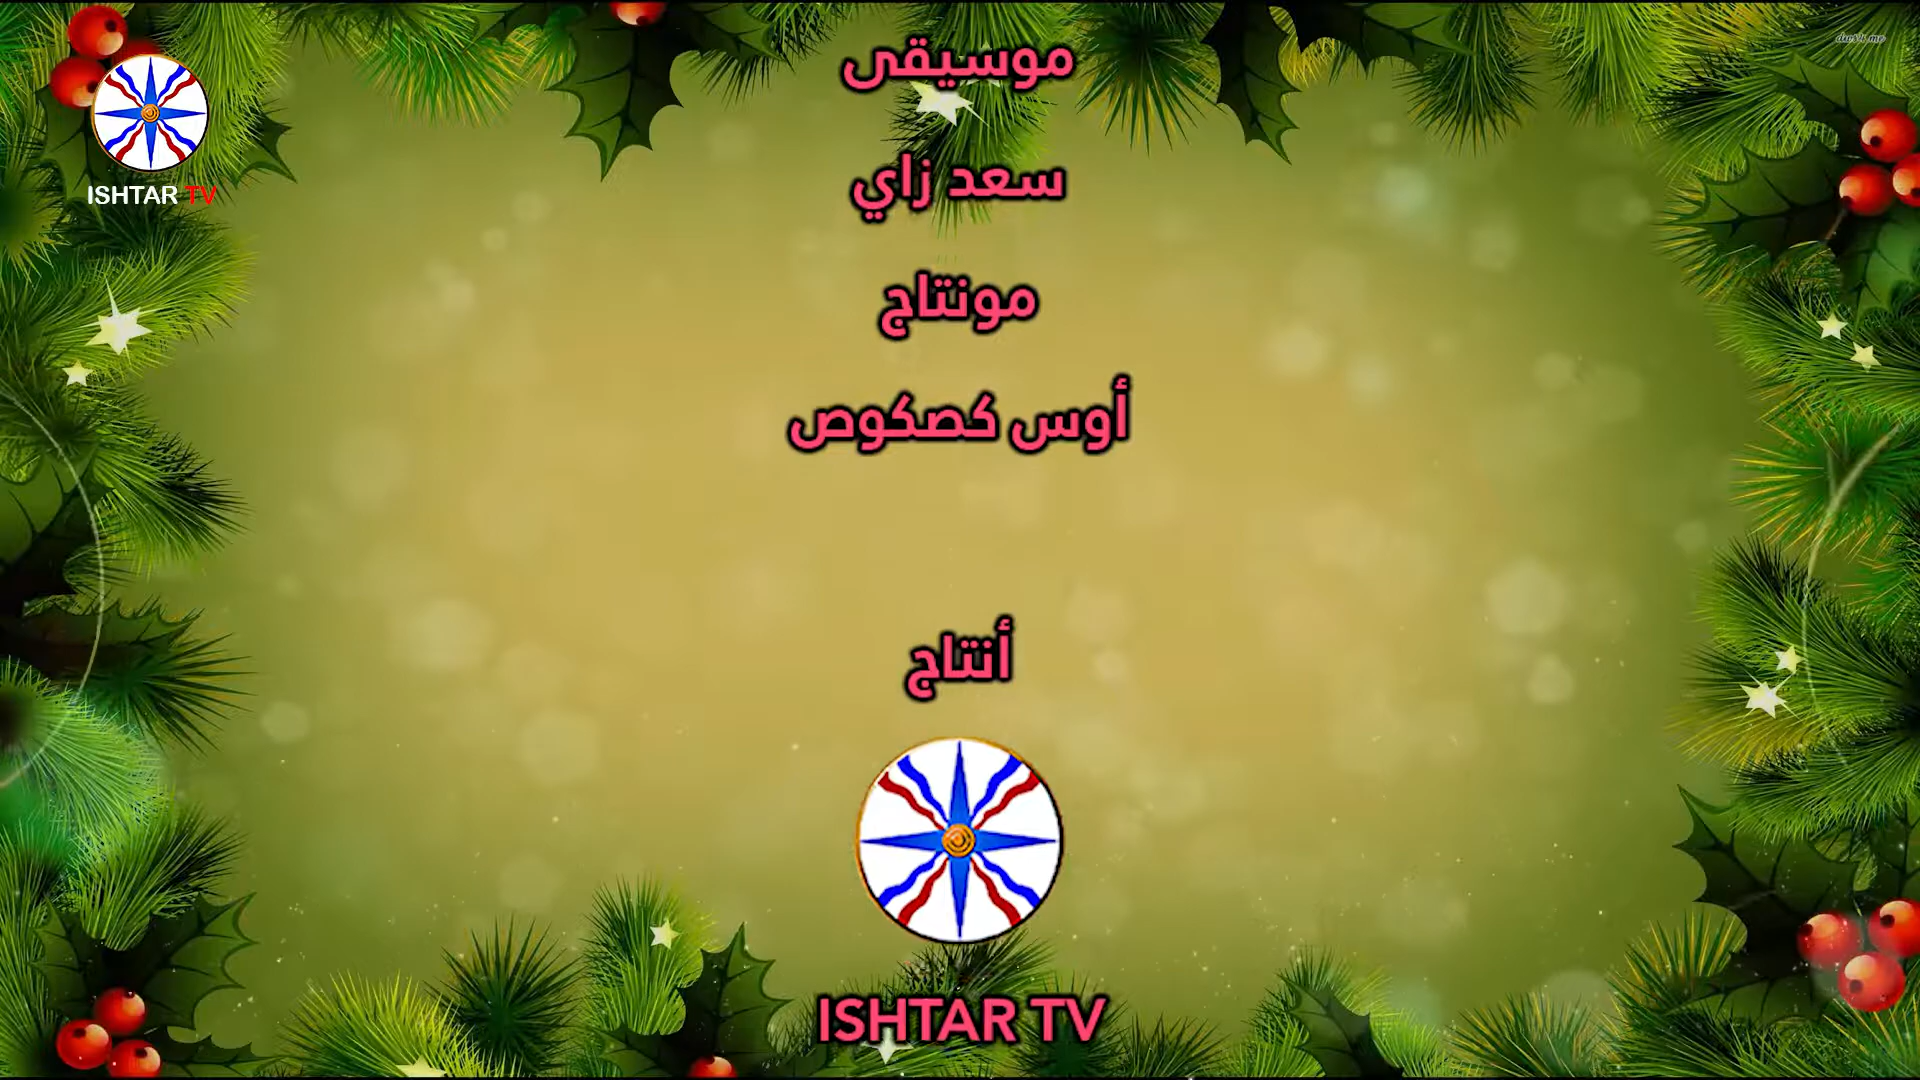 موسيقى
ISHTAR TV
سعد زاي
مونتاج
أوس كصكوص
أنتاج
ISHTAR TV